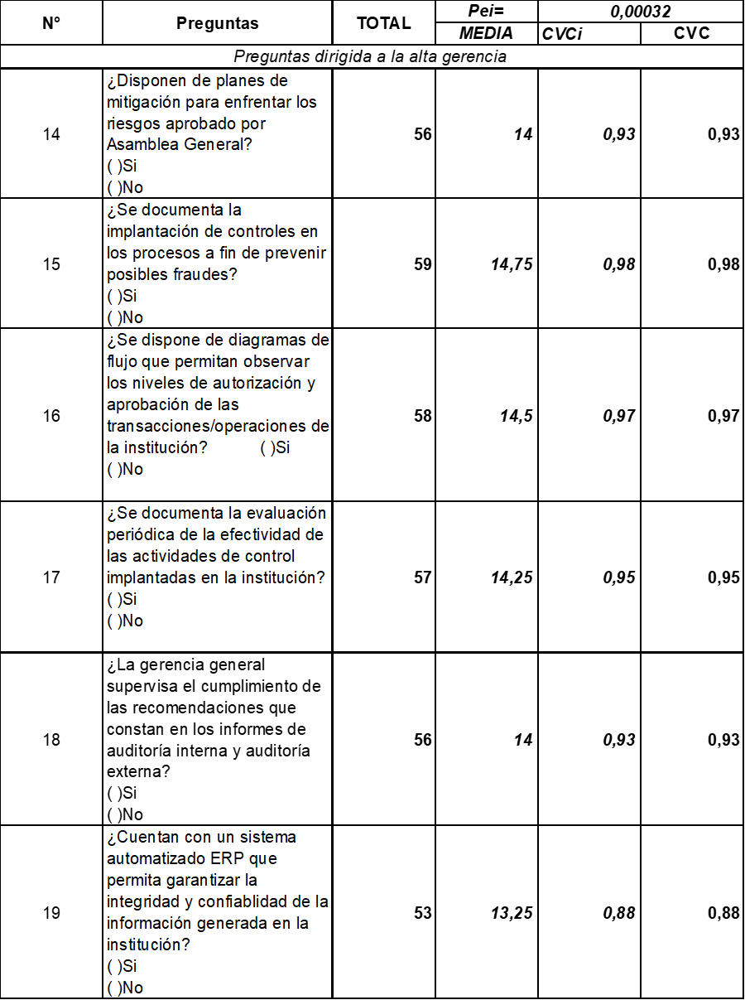 N° Preguntas TOTAL Pei= 0,00032
MEDIA CVCi CVC
Preguntas dirigida a la alta gerencia
14
¿Disponen de planes de
mitigación para enfrentar los
riesgos aprobado por
Asamblea General?
( )Si
( )No
56 14 0,93 0,93
15
¿Se documenta la
implantación de controles en
los procesos a fin de prevenir
posibles fraudes?
( )Si
( )No
59 14,75 0,98 0,98
16
¿Se dispone de diagramas de
flujo que permitan observar
los niveles de autorización y
aprobación de las
transacciones/operaciones de
la institución? ( )Si
( )No
58 14,5 0,97 0,97
17
¿Se documenta la evaluación
periódica de la efectividad de
las actividades de control
implantadas en la institución?
( )Si
( )No
57 14,25 0,95 0,95
18
¿La gerencia general
supervisa el cumplimiento de
las recomendaciones que
constan en los informes de
auditoría interna y auditoría
externa?
( )Si
( )No
56 14 0,93 0,93
19
¿Cuentan con un sistema
automatizado ERP que
permita garantizar la
integridad y confiablidad de la
información generada en la
institución?
( )Si
( )No
53 13,25 0,88 0,88